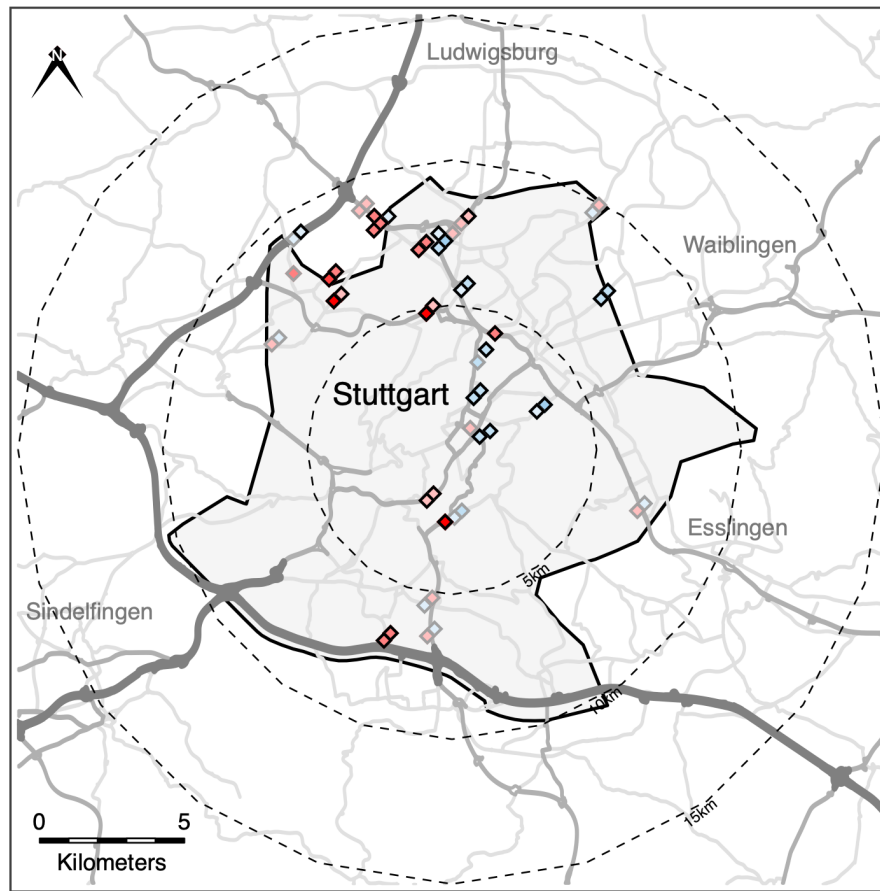 N
Ludwigsburg
Waiblingen
Stuttgart
Esslingen
5km
Sindelfingen
10km
15km
0 5
Kilometers